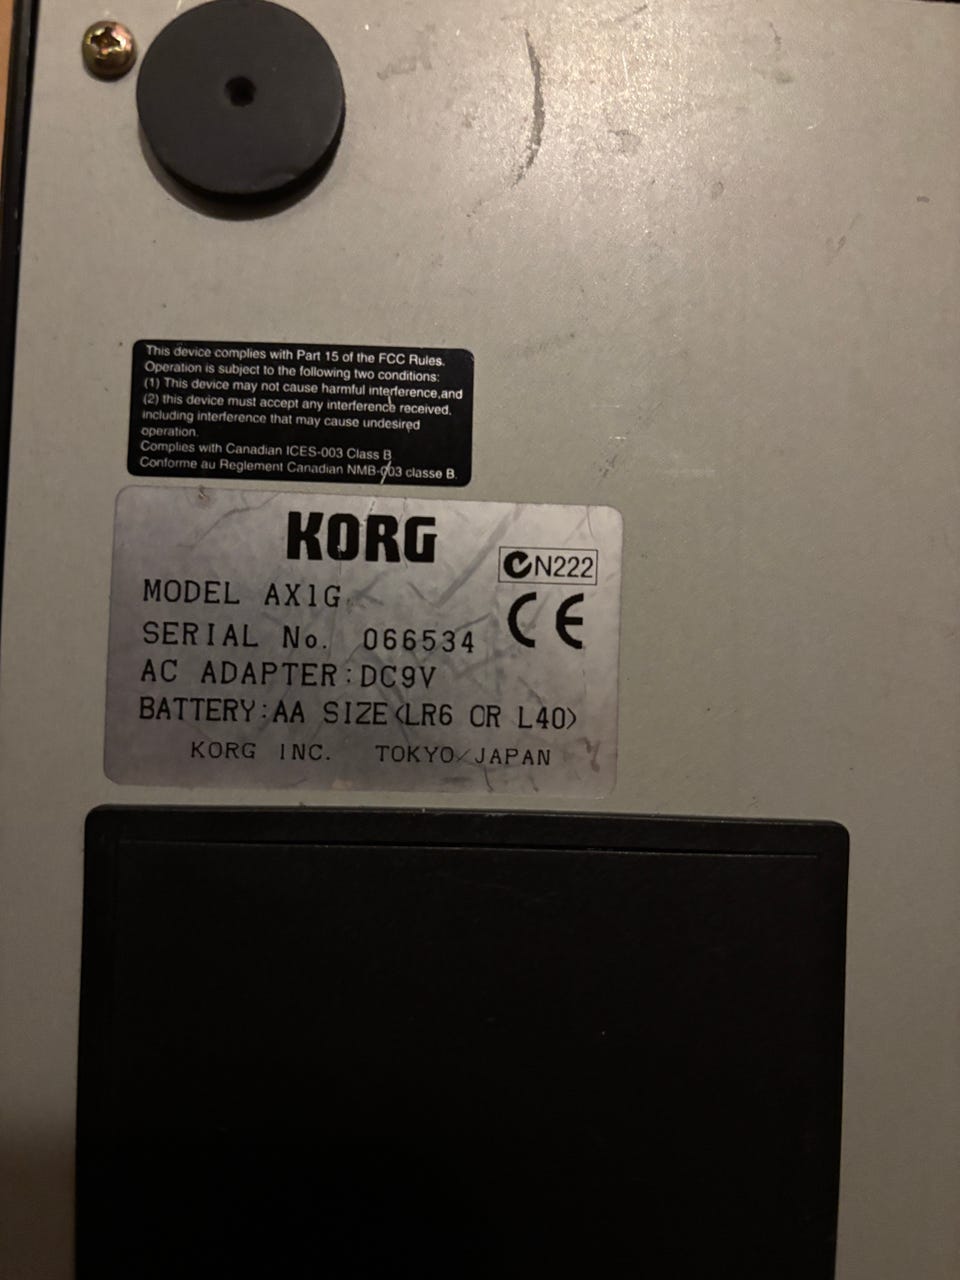 This device complies with Part 15 of the FCC Rules.
Operation is subject to the following two conditions:
(1) This device may not cause harmful interference,and
(2) this device must accept any interference received,
including interference that may cause undesired
operation.
Complies with Canadian ICES-003 Class B
Conforme au Reglement Canadian NMB-003 classe B.
KORG
N222
MODEL AX1G
CE
SERIAL No. 066534
AC ADAPTER:DC9V
BATTERY:AA SIZE<LR6 OR L40>
KORG INC. TOKYO/JAPAN